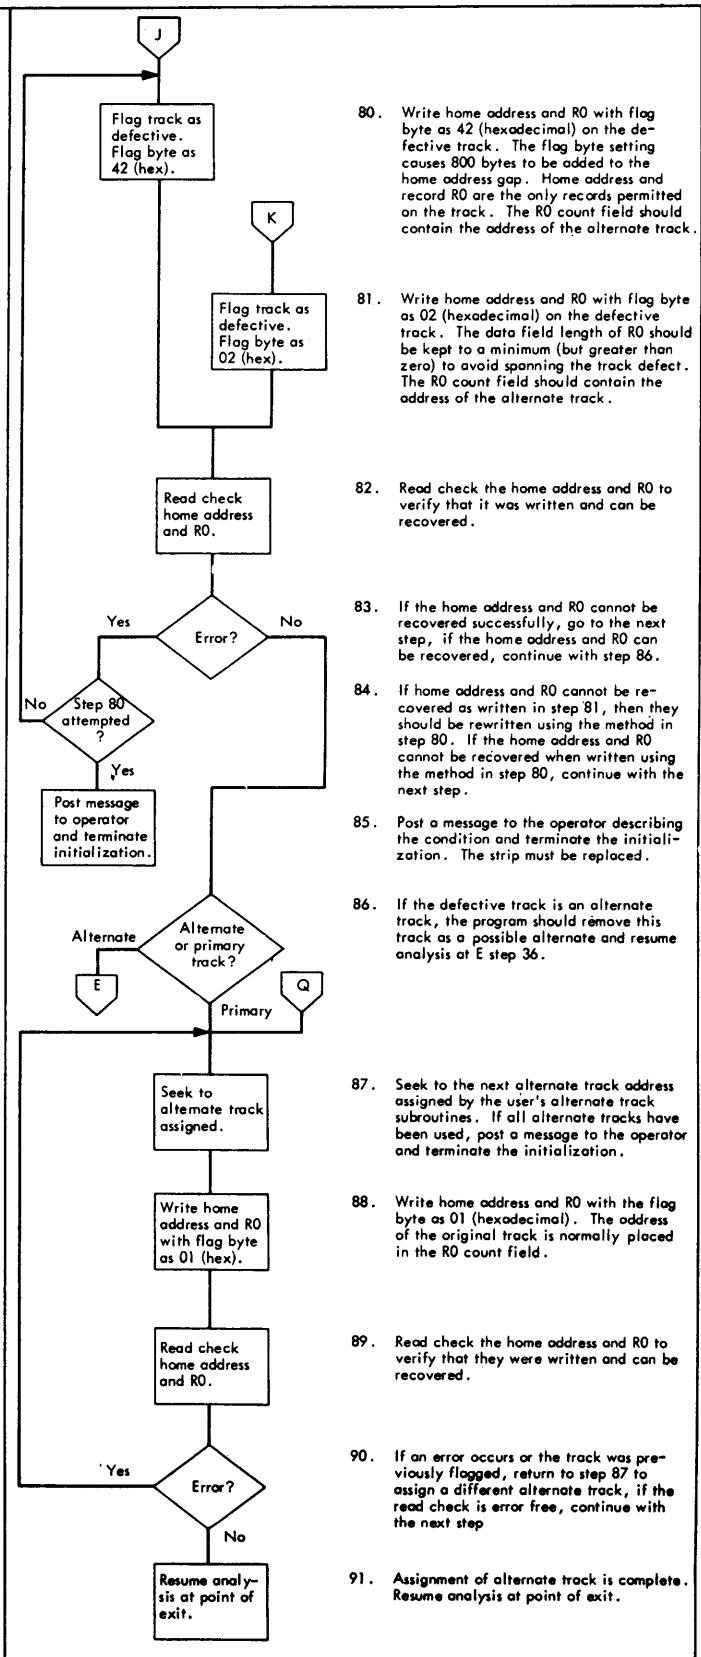 J
Flag track as
defective.
Flag byte as
42 (hex).
80. Write home address and R0 with flag
byte as 42 (hexadecimal) on the de-
fective track. The flag byte setting
causes 800 bytes to be added to the
home address gap. Home address and
record R0 are the only records permitted
on the track. The R0 count field should
contain the address of the alternate track.
K
Flag track as
defective.
Flag byte as
02 (hex).
81. Write home address and R0 with flag byte
as 02 (hexadecimal) on the defective
track. The data field length of R0 should
be kept to a minimum (but greater than
zero) to avoid spanning the track defect.
The R0 count field should contain the
address of the alternate track.
Read check
home address
and R0.
82. Read check the home address and R0 to
verify that it was written and can be
recovered.
Yes
Error?
No
83. If the home address and R0 cannot be
recovered successfully, go to the next
step, if the home address and R0 can
be recovered, continue with step 86.
No
Step 80
attempted
?
Yes
84. If home address and R0 cannot be re-
covered as written in step 81, then they
should be rewritten using the method in
step 80. If the home address and R0
cannot be recovered when written using
the method in step 80, continue with the
next step.
Post message
to operator
and terminate
initialization.
85. Post a message to the operator describing
the condition and terminate the initiali-
zation. The strip must be replaced.
Alternate
Alternate
or primary
track?
86. If the defective track is an alternate
track, the program should remove this
track as a possible alternate and resume
analysis at E step 36.
E
Q
Primary
Seek to
alternate track
assigned.
87. Seek to the next alternate track address
assigned by the user's alternate track
subroutines. If all alternate tracks have
been used, post a message to the operator
and terminate the initialization.
Write home
address and R0
with flag byte
as 01 (hex).
88. Write home address and R0 with the flag
byte as 01 (hexadecimal). The address
of the original track is normally placed
in the R0 count field.
Read check
home address
and R0.
89. Read check the home address and R0 to
verify that they were written and can be
recovered.
Yes
Error?
No
90. If an error occurs or the track was pre-
viously flagged, return to step 87 to
assign a different alternate track, if the
read check is error free, continue with
the next step
Resume analy-
sis at point of
exit.
91. Assignment of alternate track is complete.
Resume analysis at point of exit.